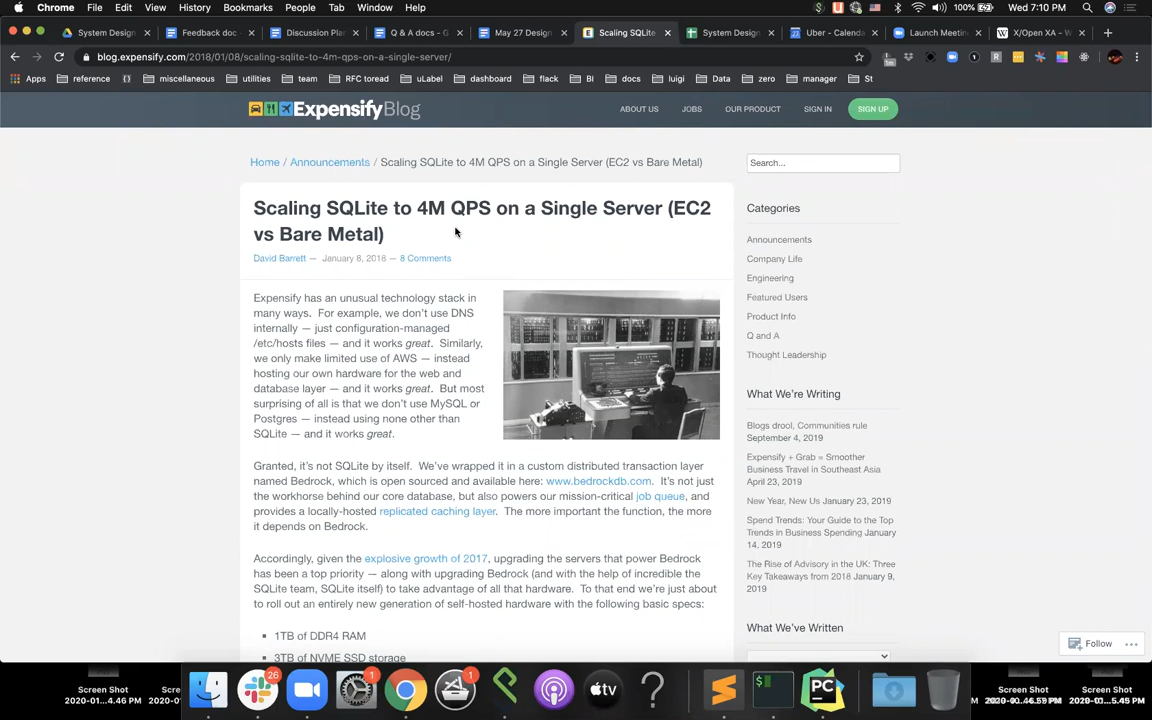 Chrome File Edit View History Bookmarks People Tab Window Help 100% Wed 7:10 PM
System Design Feedback doc - Discussion Plan Q & A docs - G May 27 Design Scaling SQLite System Design Uber - Calenda Launch Meeting X/Open XA - W
blog.expensify.com/2018/01/08/scaling-sqlite-to-4m-qps-on-a-single-server/
Apps reference miscellaneous utilities team RFC toread uLabel dashboard flack BI docs luigi Data zero manager St
ExpensifyBlog ABOUT US JOBS OUR PRODUCT SIGN IN SIGN UP
Home / Announcements / Scaling SQLite to 4M QPS on a Single Server (EC2 vs Bare Metal)
Scaling SQLite to 4M QPS on a Single Server (EC2
vs Bare Metal)
David Barrett — January 8, 2018 — 8 Comments
Expensify has an unusual technology stack in
many ways. For example, we don't use DNS
internally — just configuration-managed
/etc/hosts files — and it works great. Similarly,
we only make limited use of AWS — instead
hosting our own hardware for the web and
database layer — and it works great. But most
surprising of all is that we don't use MySQL or
Postgres — instead using none other than
SQLite — and it works great.
Granted, it's not SQLite by itself. We've wrapped it in a custom distributed transaction layer
named Bedrock, which is open sourced and available here: www.bedrockdb.com. It's not just
the workhorse behind our core database, but also powers our mission-critical job queue, and
provides a locally-hosted replicated caching layer. The more important the function, the more
it depends on Bedrock.
Accordingly, given the explosive growth of 2017, upgrading the servers that power Bedrock
has been a top priority — along with upgrading Bedrock (and with the help of incredible the
SQLite team, SQLite itself) to take advantage of all that hardware. To that end we're just about
to roll out an entirely new generation of self-hosted hardware with the following basic specs:
1TB of DDR4 RAM
3TB of NVME SSD storage
Search...
Categories
Announcements
Company Life
Engineering
Featured Users
Product Info
Q and A
Thought Leadership
What We're Writing
Blogs drool, Communities rule
September 4, 2019
Expensify + Grab = Smoother
Business Travel in Southeast Asia
April 23, 2019
New Year, New Us January 23, 2019
Spend Trends: Your Guide to the Top
Trends in Business Spending January
14, 2019
The Rise of Advisory in the UK: Three
Key Takeaways from 2018 January 9,
2019
What We've Written
Follow
26 1 1 PC
Screen Shot
2020-01...4.46 PM
Scre
2020-0
Screen Shot
Screen Shot
2020-01...5.45 PM